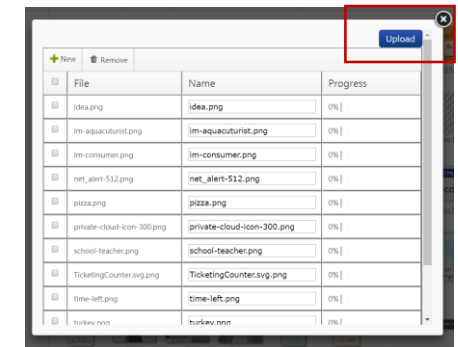 Upload
New Remove
File Name Progress
idea.png idea.png 0%
im-aquacuturist.png im-aquacuturist.png 0%
im-consumer.png im-consumer.png 0%
net_alert-512.png net_alert-512.png 0%
pizza.png pizza.png 0%
private-cloud-icon-300.png private-cloud-icon-300.png 0%
school-teacher.png school-teacher.png 0%
TicketingCounter.svg.png TicketingCounter.svg.png 0%
time-left.png time-left.png 0%
turkey.png turkey.png 0%